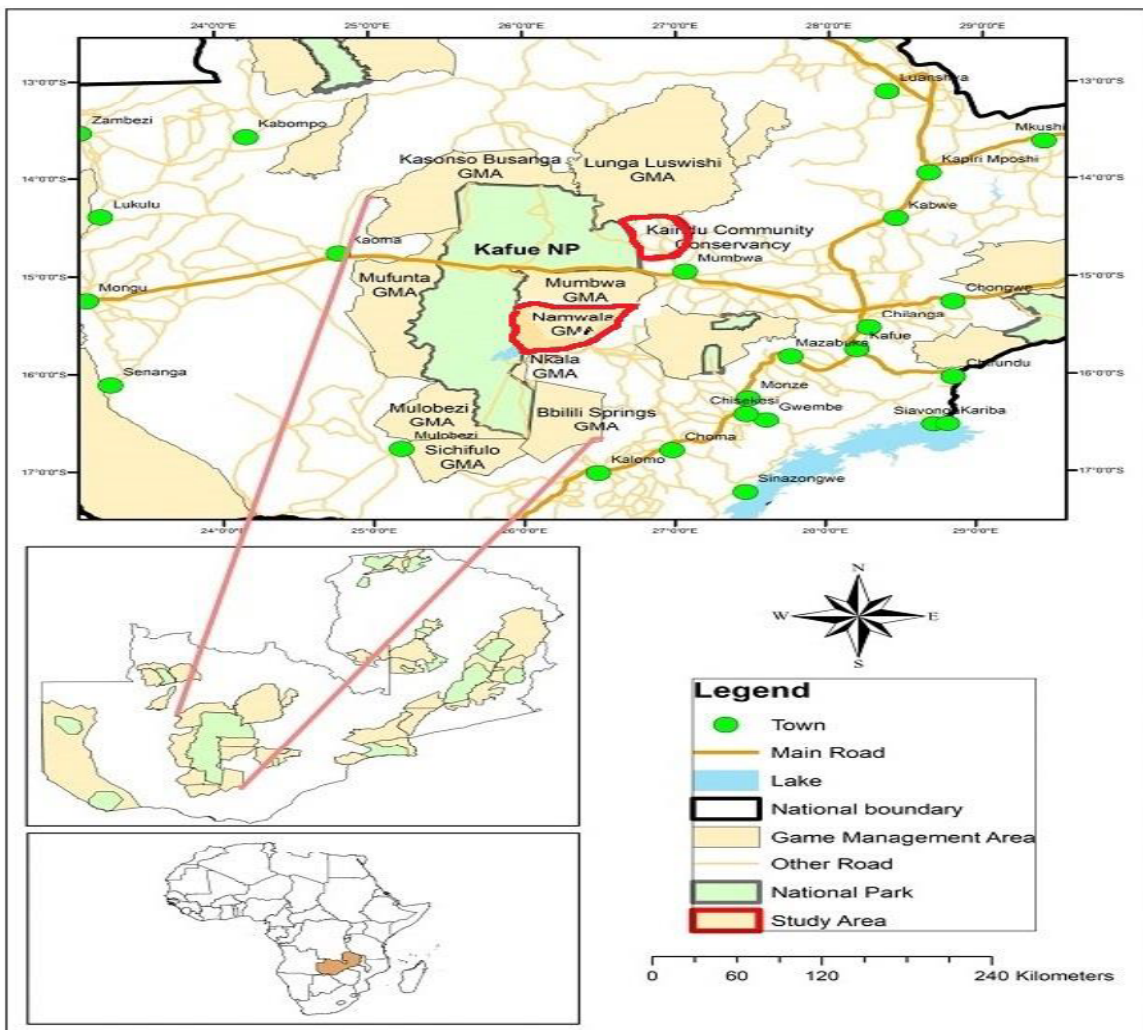 24°0'0"E 25°0'0"E 26°0'0"E 27°0'0"E 28°0'0"E 29°0'0"E
13°0'0"S
14°0'0"S
15°0'0"S
16°0'0"S
17°0'0"S
13°0'0"S
14°0'0"S
15°0'0"S
16°0'0"S
17°0'0"S
Luanshya
Zambezi
Kabompo
Mkushi
Kasonso Busanga
GMA
Lunga Luswishi
GMA
Kapiri Mposhi
Lukulu
Kabwe
Kaindu Community
Conservancy
Kaoma
Kafue NP
Mumbwa
Mufunta
GMA
Mumbwa
GMA
Mongu
Chongwe
Namwala
GMA
Chilanga
Kafue
Mazabuka
Nkala
GMA
Chirundu
Senanga
Monze
Mulobezi
GMA
Bbilili Springs
GMA
Chisekesi
Gwembe
Siavonga
Kariba
Mulobezi
Sichifulo
GMA
Choma
Kalomo
Sinazongwe
24°0'0"E 25°0'0"E 26°0'0"E 27°0'0"E 28°0'0"E 29°0'0"E
N
W E
S
Legend
Town
Main Road
Lake
National boundary
Game Management Area
Other Road
National Park
Study Area
0 60 120 240 Kilometers